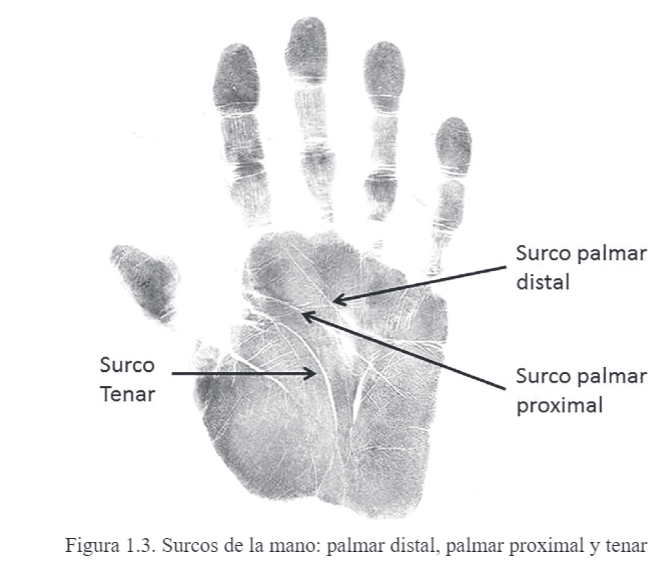 Surco palmar
distal
Surco
Tenar
Surco palmar
proximal
Figura 1.3. Surcos de la mano: palmar distal, palmar proximal y tenar